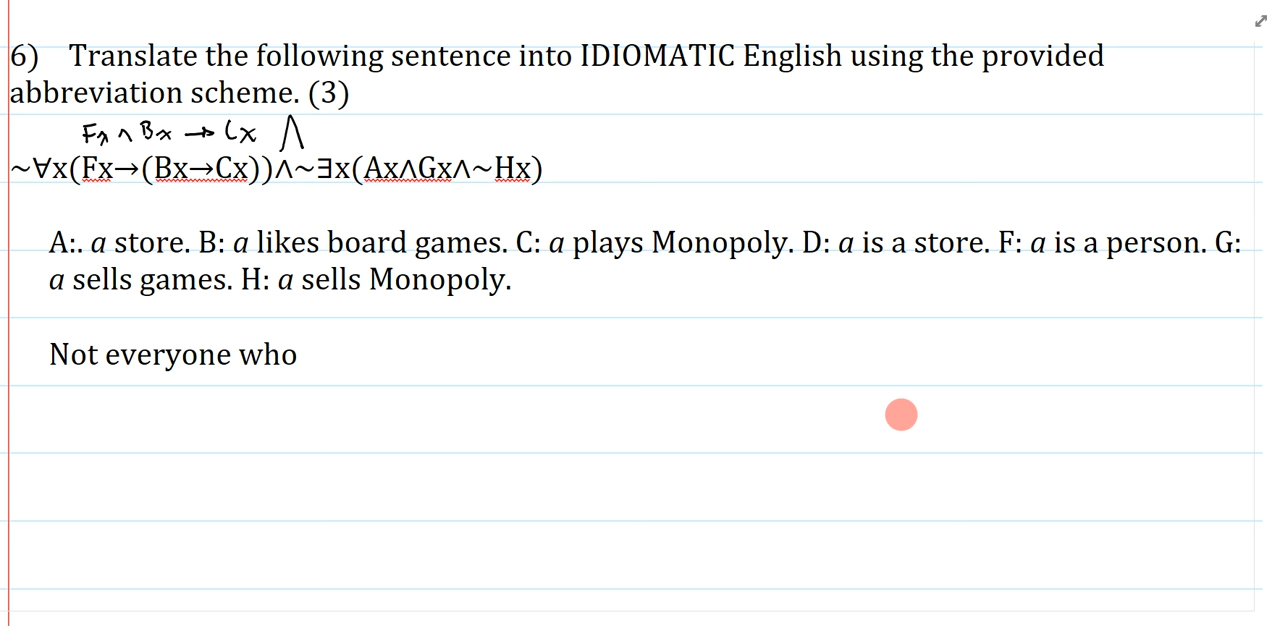 6) Translate the following sentence into IDIOMATIC English using the provided
abbreviation scheme. (3)
Fx ∧ Bx → Cx ∧
~∀x(Fx→(Bx→Cx))∧~∃x(Ax∧Gx∧~Hx)
A:. a store. B: a likes board games. C: a plays Monopoly. D: a is a store. F: a is a person. G:
a sells games. H: a sells Monopoly.
Not everyone who